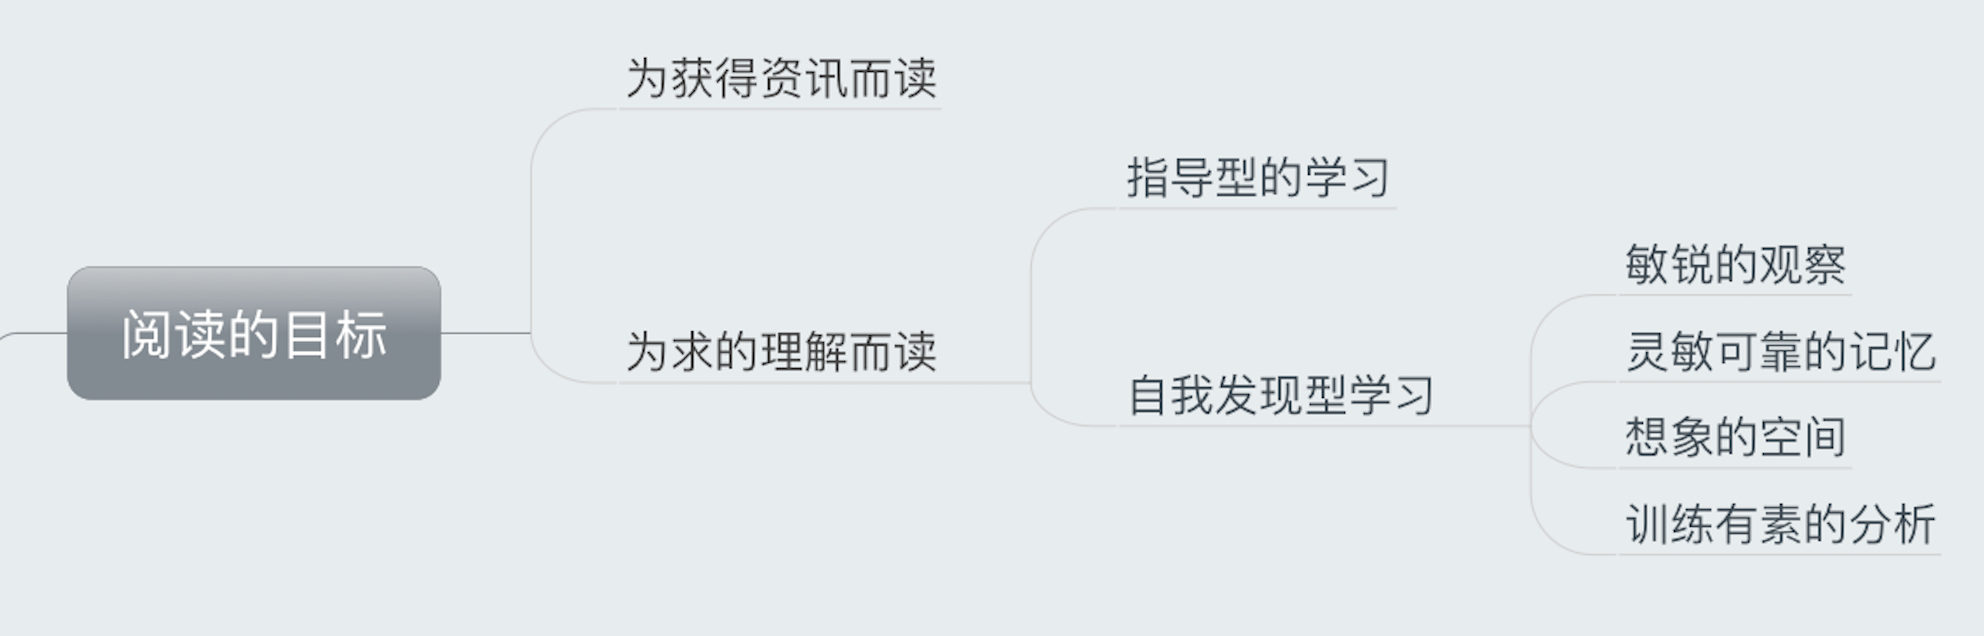 为获得资讯而读
指导型的学习
敏锐的观察
阅读的目标
为求的理解而读
灵敏可靠的记忆
自我发现型学习
想象的空间
训练有素的分析